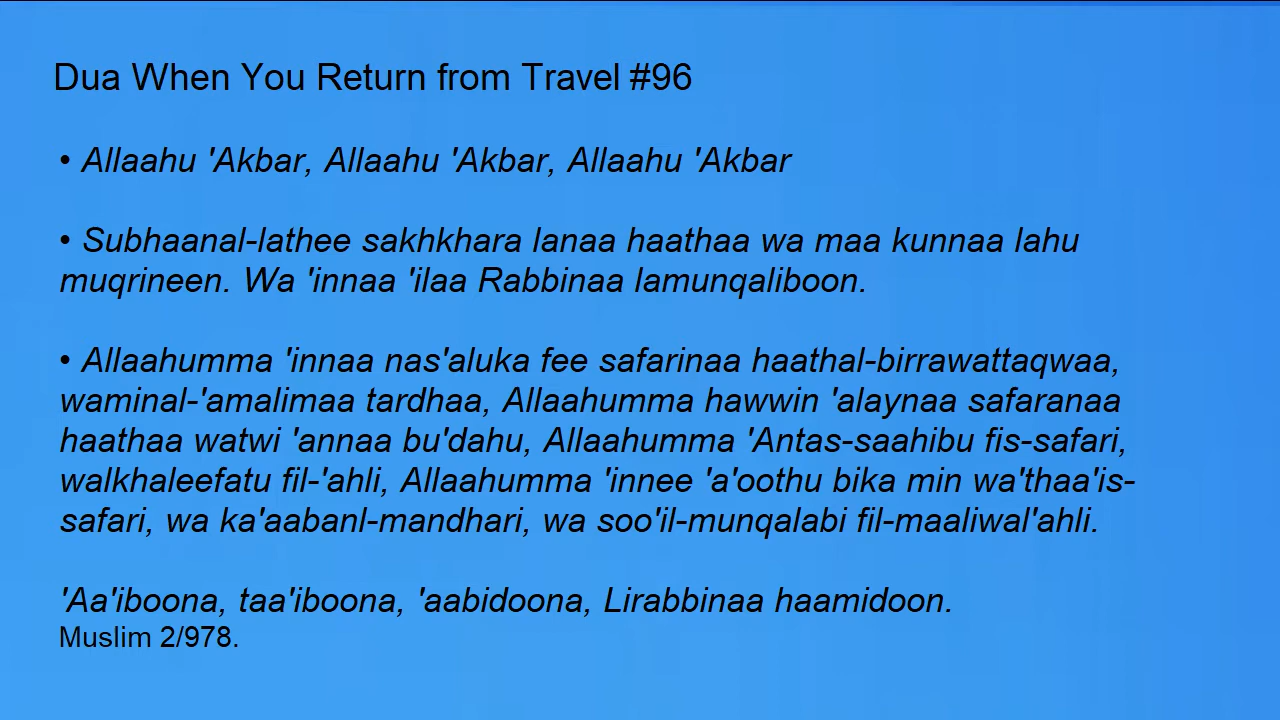 Dua When You Return from Travel #96
• Allaahu 'Akbar, Allaahu 'Akbar, Allaahu 'Akbar
• Subhaanal-lathee sakhkhara lanaa haathaa wa maa kunnaa lahu
muqrineen. Wa 'innaa 'ilaa Rabbinaa lamunqaliboon.
• Allaahumma 'innaa nas'aluka fee safarinaa haathal-birrawattaqwaa,
waminal-'amalimaa tardhaa, Allaahumma hawwin 'alaynaa safaranaa
haathaa watwi 'annaa bu'dahu, Allaahumma 'Antas-saahibu fis-safari,
walkhaleefatu fil-'ahli, Allaahumma 'innee 'a'oothu bika min wa'thaa'is-
safari, wa ka'aabanl-mandhari, wa soo'il-munqalabi fil-maaliwal'ahli.
'Aa'iboona, taa'iboona, 'aabidoona, Lirabbinaa haamidoon.
Muslim 2/978.